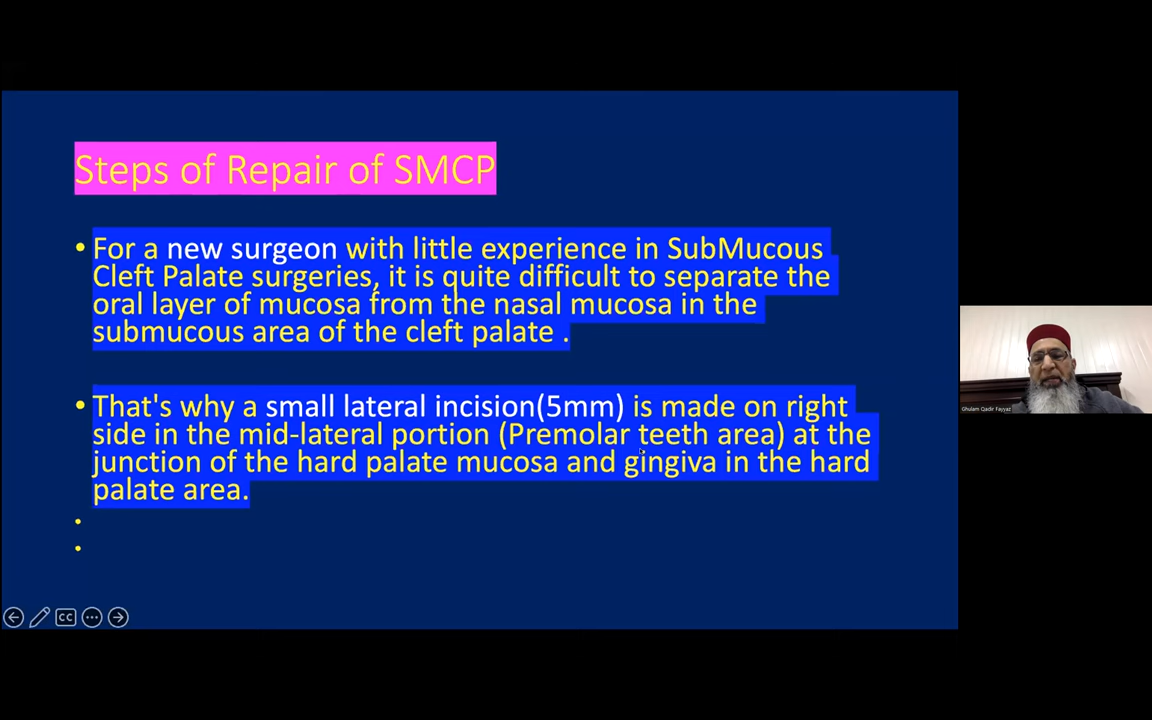 Steps of Repair of SMCP
• For a new surgeon with little experience in SubMucous
Cleft Palate surgeries, it is quite difficult to separate the
oral layer of mucosa from the nasal mucosa in the
submucous area of the cleft palate .
• That's why a small lateral incision(5mm) is made on right
side in the mid-lateral portion (Premolar teeth area) at the
junction of the hard palate mucosa and gingiva in the hard
palate area.
•
•
CC
Ghulam Qadir Fayyaz